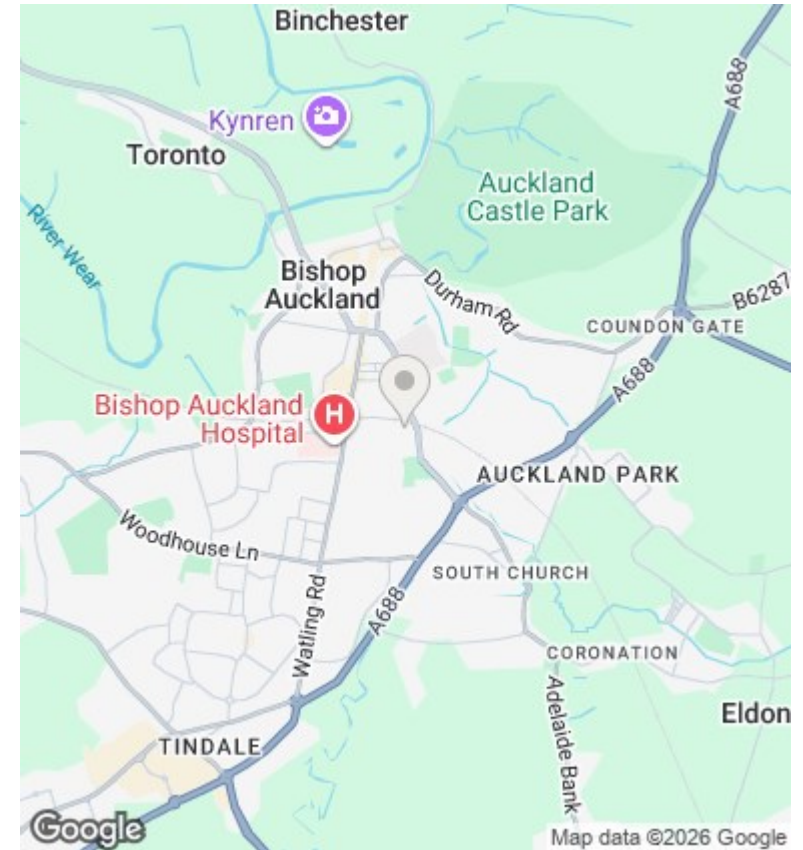 Binchester
A688
Kynren
Toronto
Auckland
Castle Park
River Wear
Bishop
Auckland
Durham Rd
B6287
COUNDON GATE
A688
Bishop Auckland
Hospital
H
AUCKLAND PARK
Woodhouse Ln
SOUTH CHURCH
Watling Rd
A688
CORONATION
Adelaide Bank
Eldon
TINDALE
Google
Map data ©2026 Google